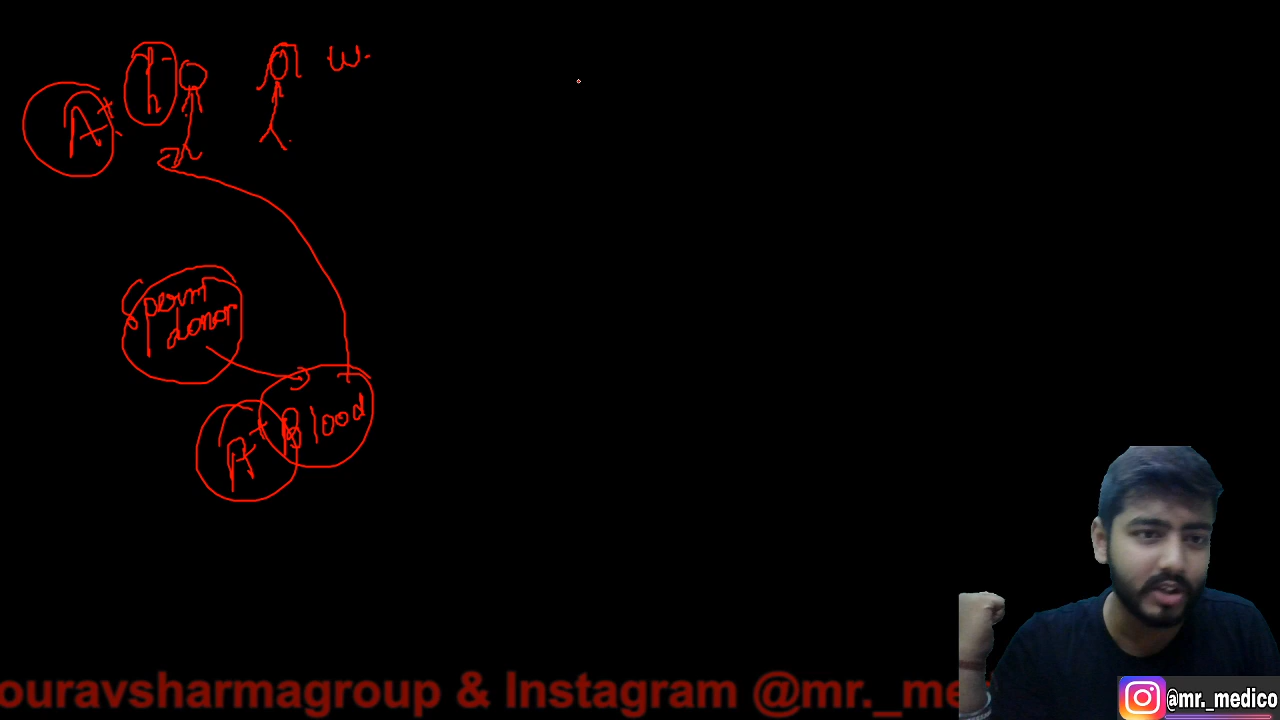 h W.
A+
Sperm
donor
Blood
A+
ouravsharmagroup & Instagram @mr._me
@mr._medico